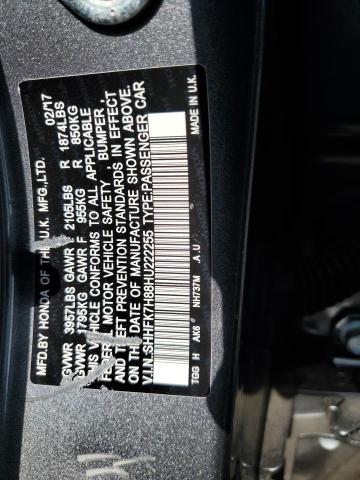 MFD.BY HONDA OF THE U.K. MFG.,LTD. 02/17
GVWR 3957LBS GAWR F 2105LBS R 1874LBS
GVWR 1795KG GAWR F 955KG R 850KG
THIS VEHICLE CONFORMS TO ALL APPLICABLE
FEDERAL MOTOR VEHICLE SAFETY, BUMPER,
AND THEFT PREVENTION STANDARDS IN EFFECT
ON THE DATE OF MANUFACTURE SHOWN ABOVE.
V.I.N.:SHHFK7H88HU222255 TYPE:PASSENGER CAR
TGG H AK6 NH737M .A .U MADE IN U.K.